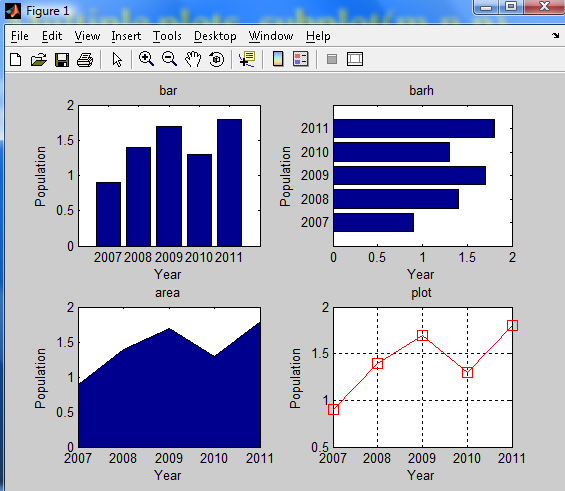 Figure 1
File Edit View Insert Tools Desktop Window Help
bar
2
1.5
1
0.5
0
Population
2007 2008 2009 2010 2011
Year
barh
2011
2010
2009
2008
2007
Population
0 0.5 1 1.5 2
Year
area
2
1.5
1
0.5
0
Population
2007 2008 2009 2010 2011
Year
plot
2
1.5
1
0.5
Population
2007 2008 2009 2010 2011
Year